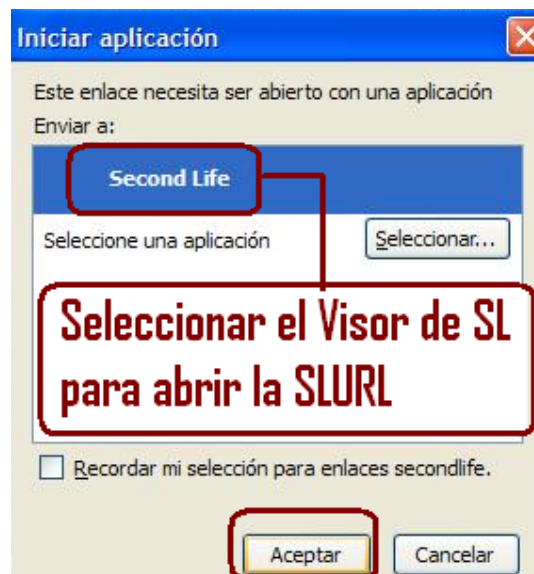 Iniciar aplicación
Este enlace necesita ser abierto con una aplicación
Enviar a:
Second Life
Seleccione una aplicación
Seleccionar...
Seleccionar el Visor de SL
para abrir la SLURL
Recordar mi selección para enlaces secondlife.
Aceptar
Cancelar